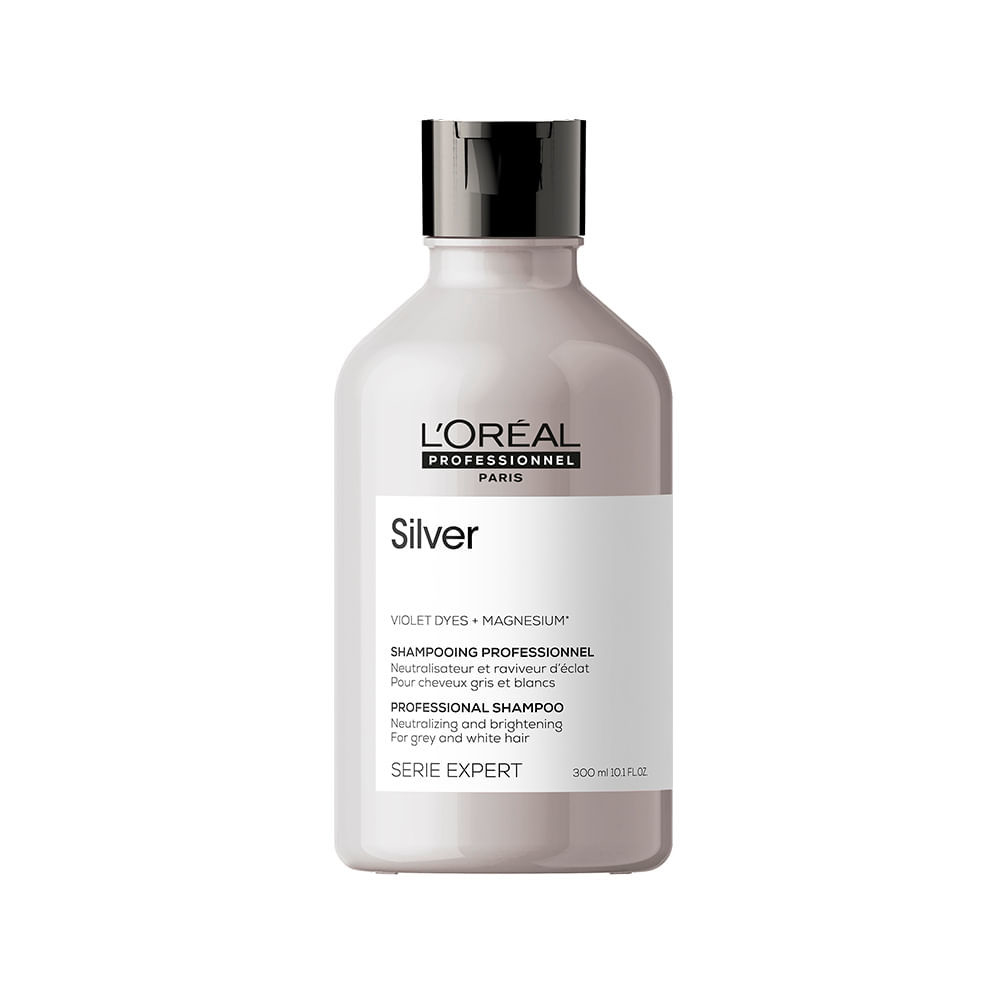 L'ORÉAL
PROFESSIONNEL
PARIS
Silver
VIOLET DYES + MAGNESIUM*
SHAMPOOING PROFESSIONNEL
Neutralisateur et raviveur d'éclat
Pour cheveux gris et blancs
PROFESSIONAL SHAMPOO
Neutralizing and brightening
For grey and white hair
SERIE EXPERT 300 ml 10.1 FL.OZ.